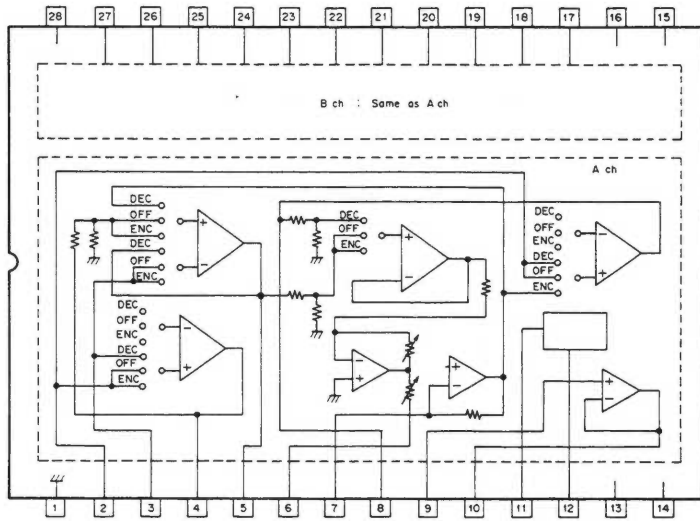 28 27 26 25 24 23 22 21 20 19 18 17 16 15
B ch : Same as A ch
A ch
DEC
OFF
ENC
DEC
OFF
ENC
+
−
DEC
OFF
ENC
DEC
OFF
ENC
−
+
DEC
OFF
ENC
+
−
−
+
+
−
DEC
OFF
ENC
DEC
OFF
ENC
−
+
+
−
1 2 3 4 5 6 7 8 9 10 11 12 13 14